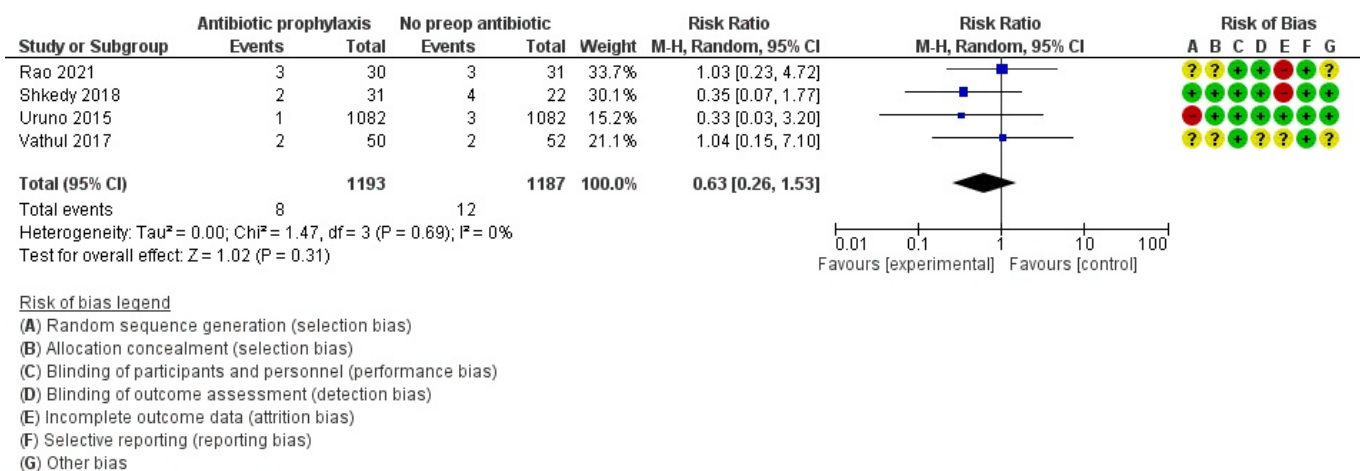 Antibiotic prophylaxis No preop antibiotic Risk Ratio Risk Ratio Risk of Bias
Study or Subgroup Events Total Events Total Weight M-H, Random, 95% CI M-H, Random, 95% CI A B C D E F G
Rao 2021 3 30 3 31 33.7% 1.03 [0.23, 4.72] ? ? + + - + ?
Shkedy 2018 2 31 4 22 30.1% 0.35 [0.07, 1.77] + + + + - + +
Uruno 2015 1 1082 3 1082 15.2% 0.33 [0.03, 3.20] - + + + + + +
Vathul 2017 2 50 2 52 21.1% 1.04 [0.15, 7.10] ? ? + ? ? + ?
Total (95% CI) 1193 1187 100.0% 0.63 [0.26, 1.53]
Total events 8 12
Heterogeneity: Tau² = 0.00; Chi² = 1.47, df = 3 (P = 0.69); I² = 0%
Test for overall effect: Z = 1.02 (P = 0.31)
0.01 0.1 1 10 100
Favours [experimental] Favours [control]
Risk of bias legend
(A) Random sequence generation (selection bias)
(B) Allocation concealment (selection bias)
(C) Blinding of participants and personnel (performance bias)
(D) Blinding of outcome assessment (detection bias)
(E) Incomplete outcome data (attrition bias)
(F) Selective reporting (reporting bias)
(G) Other bias